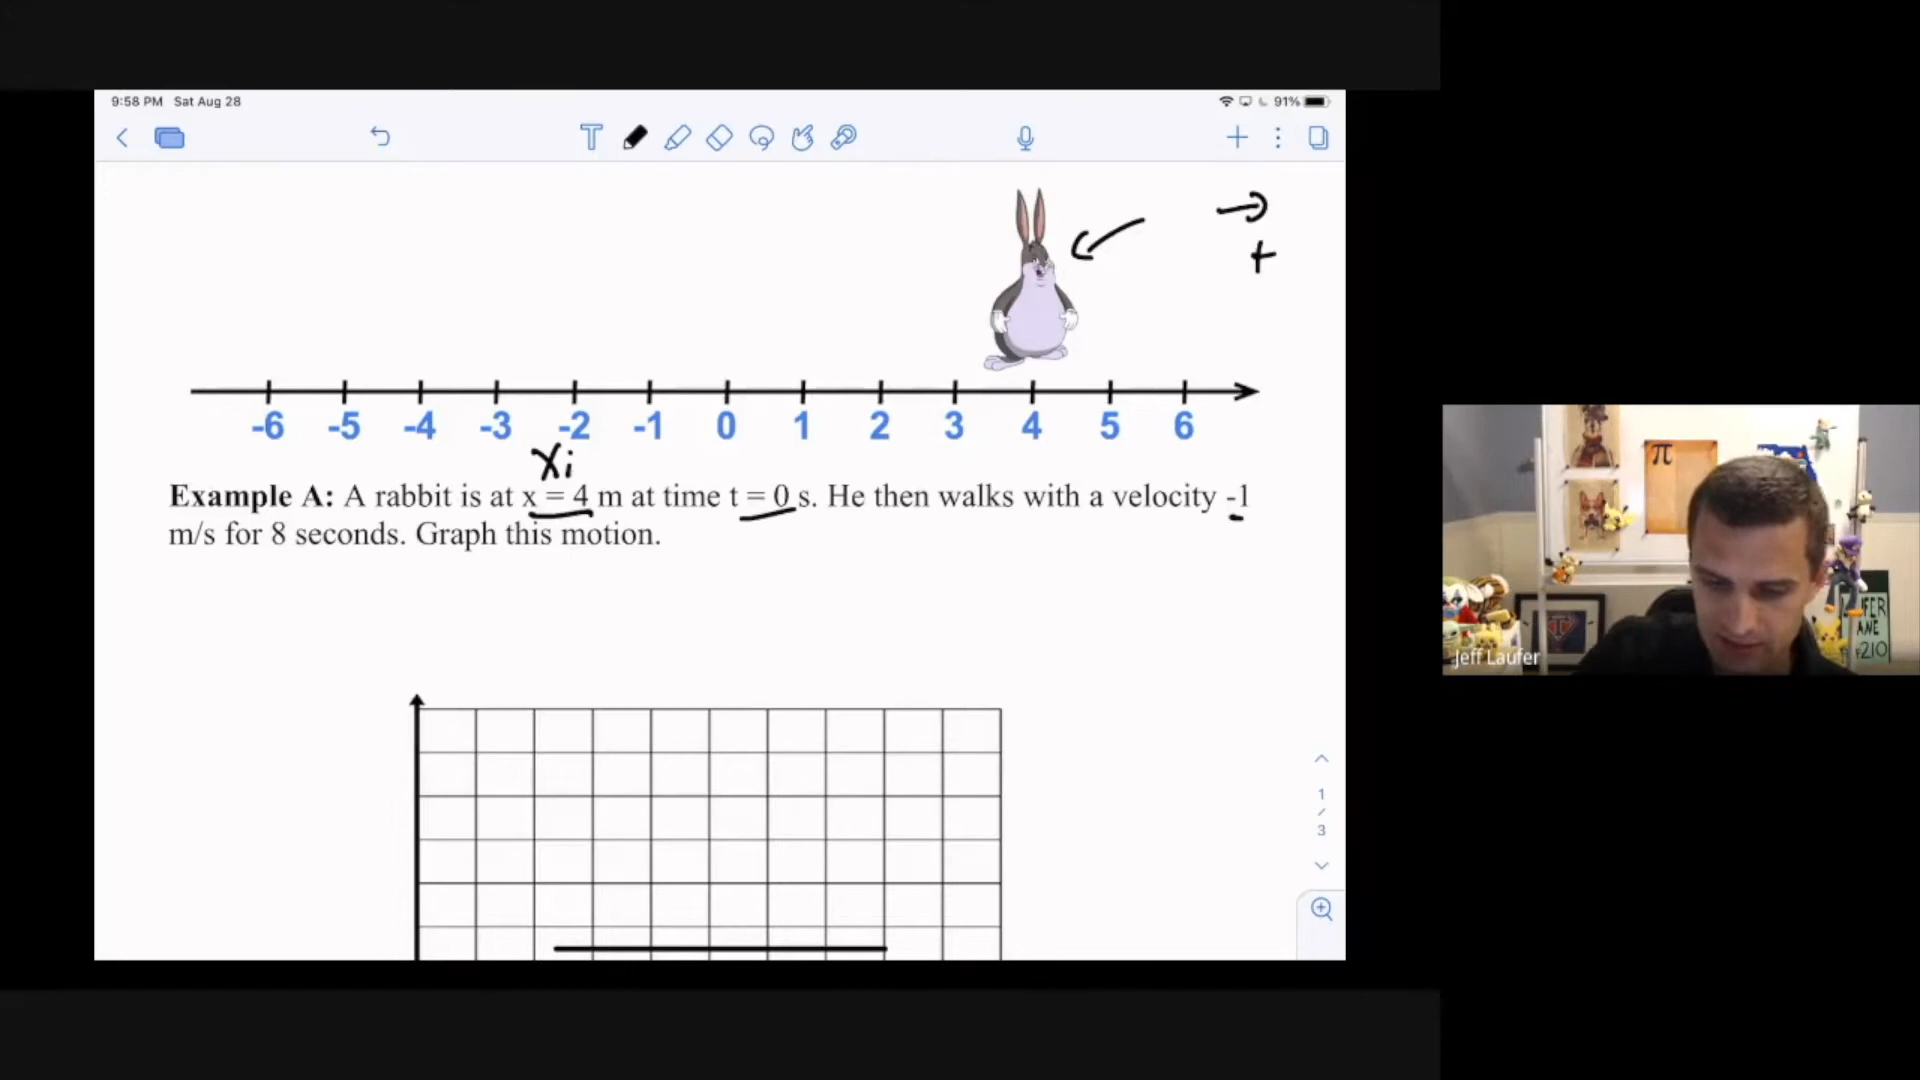 9:58 PM Sat Aug 28
91%
T
+
-6 -5 -4 -3 -2 -1 0 1 2 3 4 5 6
xi
Example A: A rabbit is at x = 4 m at time t = 0 s. He then walks with a velocity -1
m/s for 8 seconds. Graph this motion.
1
/
3
π
Jeff Laufer
ANE
210